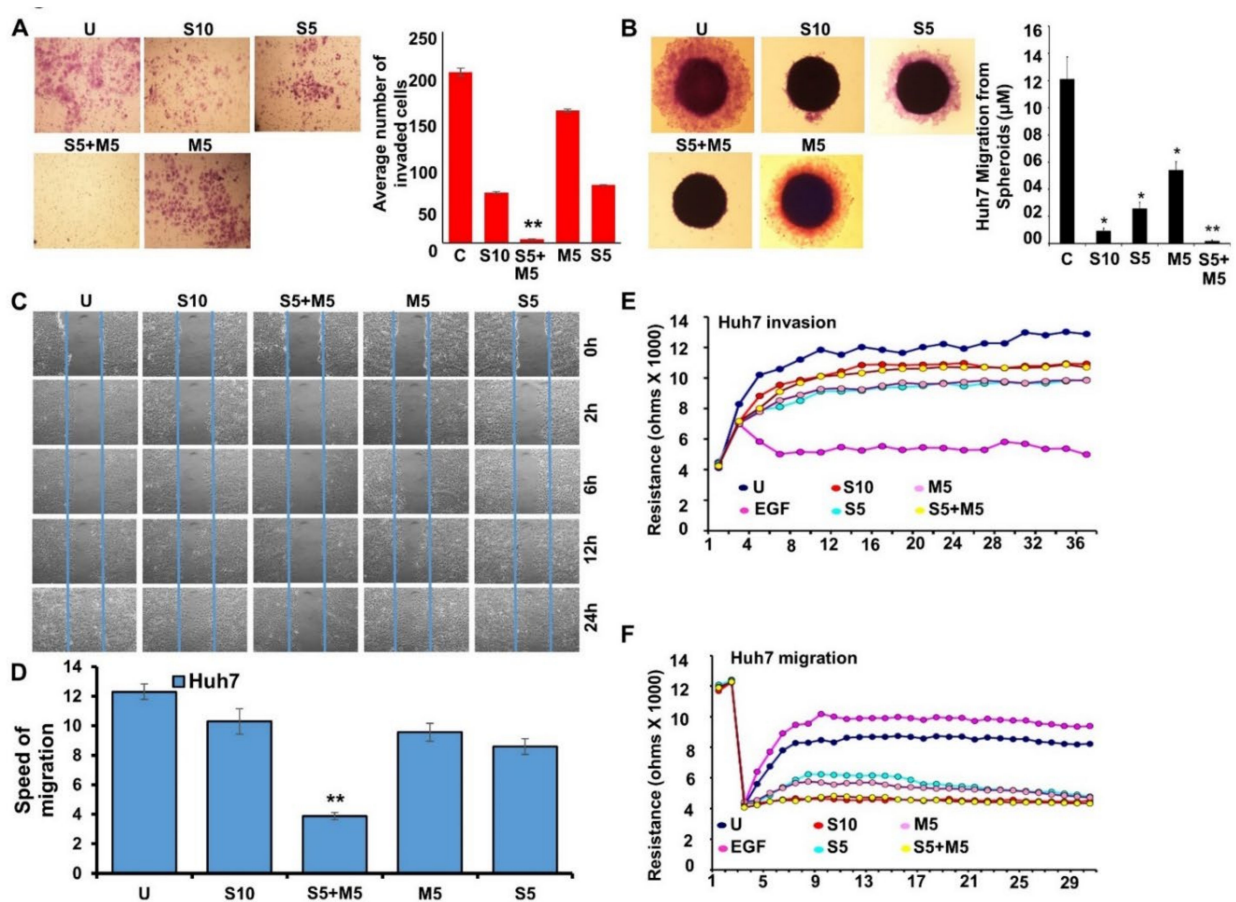 A
U S10 S5
S5+M5 M5
Average number of
invaded cells
250
200
150
100
50
0
C S10 S5+ M5 S5
M5
**
B
U S10 S5
S5+M5 M5
Huh7 Migration from
Spheroids (µM)
14
12
10
08
06
04
02
00
* * * **
C S10 S5 M5 S5+
M5
C
U S10 S5+M5 M5 S5
0h
2h
6h
12h
24h
D
Huh7
Speed of
migration
14
12
10
8
6
4
2
0
**
U S10 S5+M5 M5 S5
E
Huh7 invasion
Resistance (ohms X 1000)
14
12
10
8
6
4
2
0
U S10 M5
EGF S5 S5+M5
1 4 8 12 16 20 24 28 32 36
F
Huh7 migration
Resistance (ohms X 1000)
14
12
10
8
6
4
2
0
U S10 M5
EGF S5 S5+M5
1 5 9 13 17 21 25 29